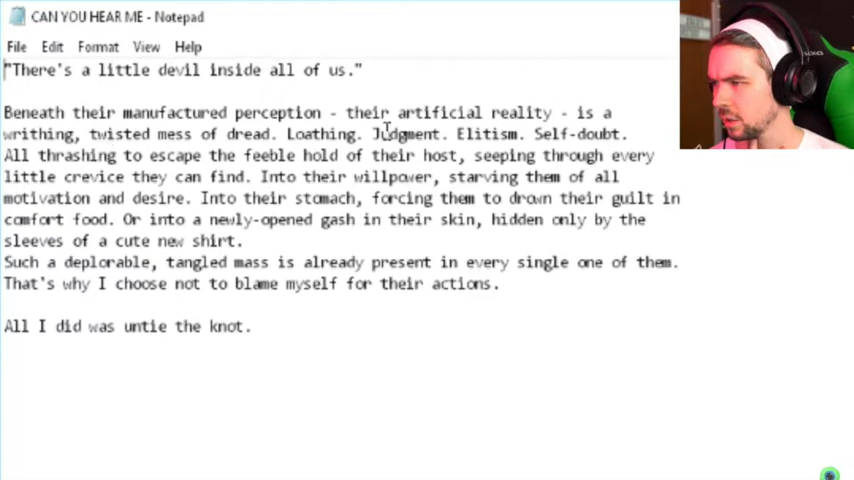 CAN YOU HEAR ME - Notepad
File Edit Format View Help
"There's a little devil inside all of us."
Beneath their manufactured perception - their artificial reality - is a
writhing, twisted mess of dread. Loathing. Judgment. Elitism. Self-doubt.
All thrashing to escape the feeble hold of their host, seeping through every
little crevice they can find. Into their willpower, starving them of all
motivation and desire. Into their stomach, forcing them to drown their guilt in
comfort food. Or into a newly-opened gash in their skin, hidden only by the
sleeves of a cute new shirt.
Such a deplorable, tangled mass is already present in every single one of them.
That's why I choose not to blame myself for their actions.
All I did was untie the knot.